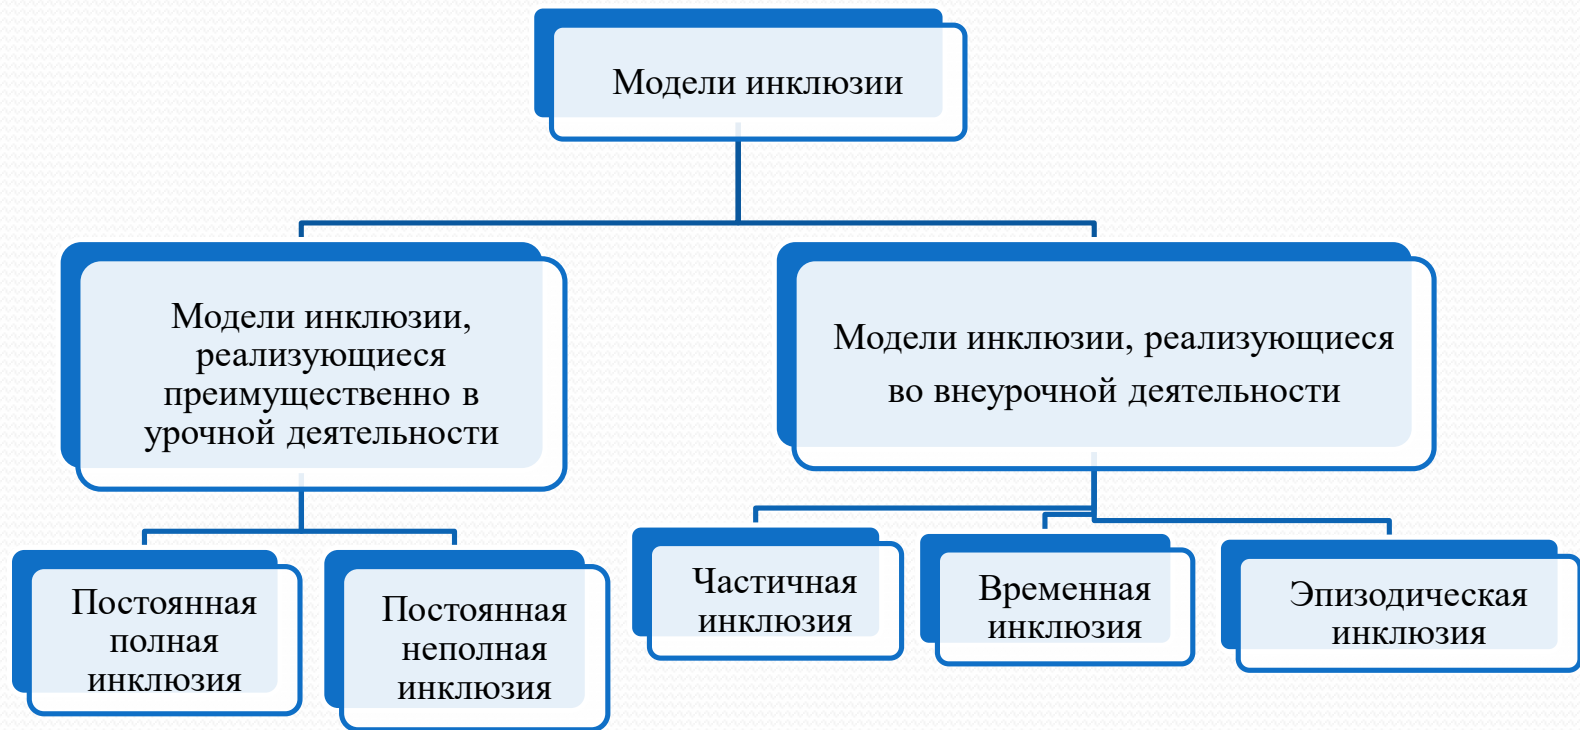 Модели инклюзии
Модели инклюзии,
реализующиеся
преимущественно в
урочной деятельности
Модели инклюзии, реализующиеся
во внеурочной деятельности
Постоянная
полная
инклюзия
Постоянная
неполная
инклюзия
Частичная
инклюзия
Временная
инклюзия
Эпизодическая
инклюзия